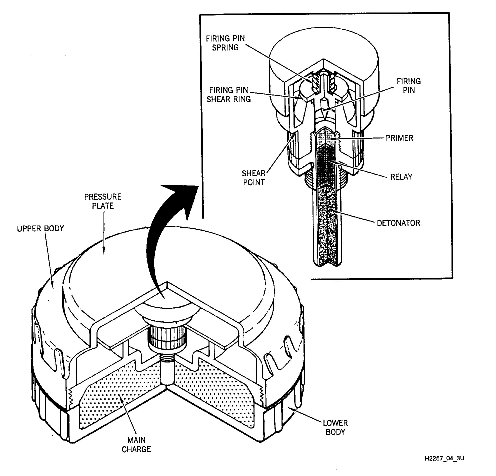 FIRING PIN
SPRING
FIRING PIN
SHEAR RING
FIRING
PIN
PRIMER
SHEAR
POINT
RELAY
DETONATOR
PRESSURE
PLATE
UPPER BODY
MAIN
CHARGE
LOWER
BODY
H2257_04_3U